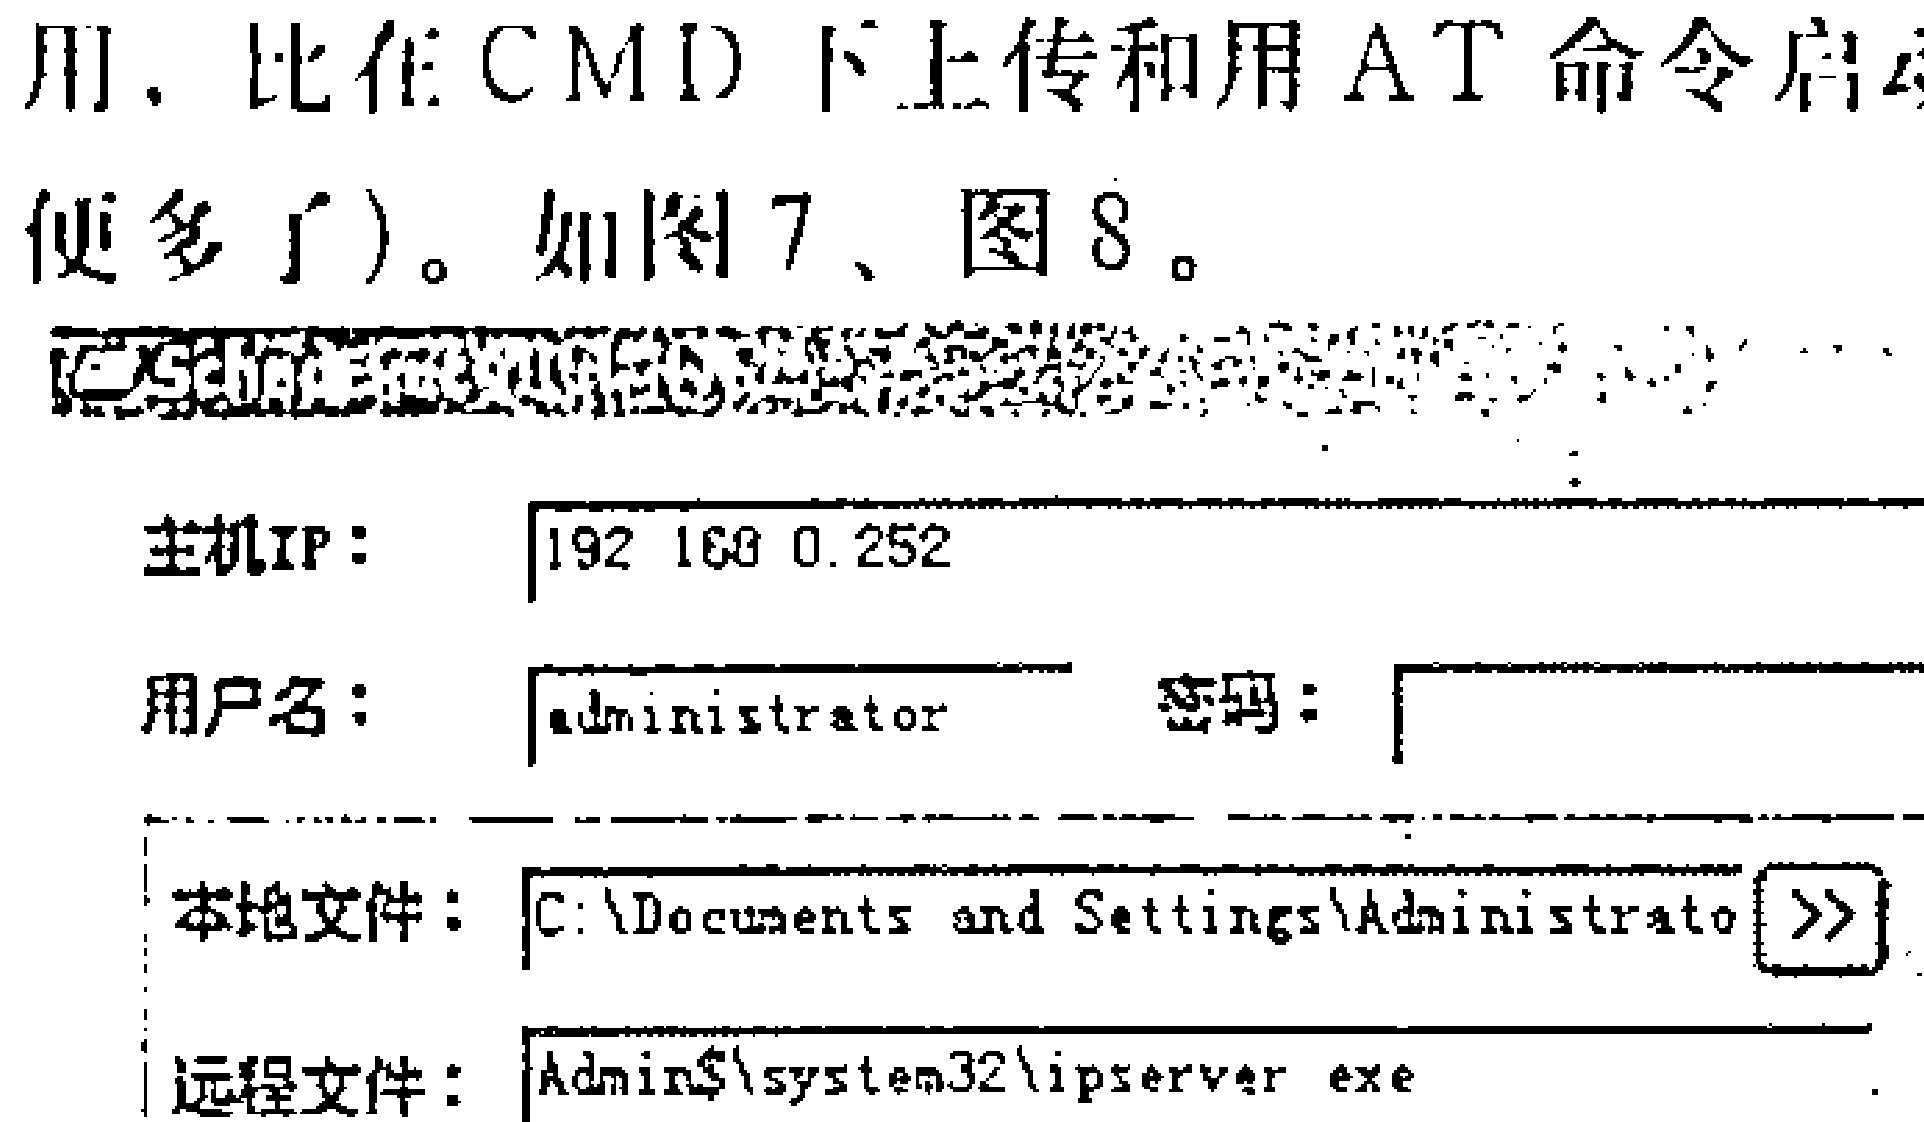 用，比在CMD 下上传和用 AT 命令启动
便多了)。如图 7、图 8。
主机IP： 192 168 0.252
用户名： administrator 密码：
本地文件： C:\Documents and Settings\Administrato >>
远程文件： Admin$\system32\ipserver exe